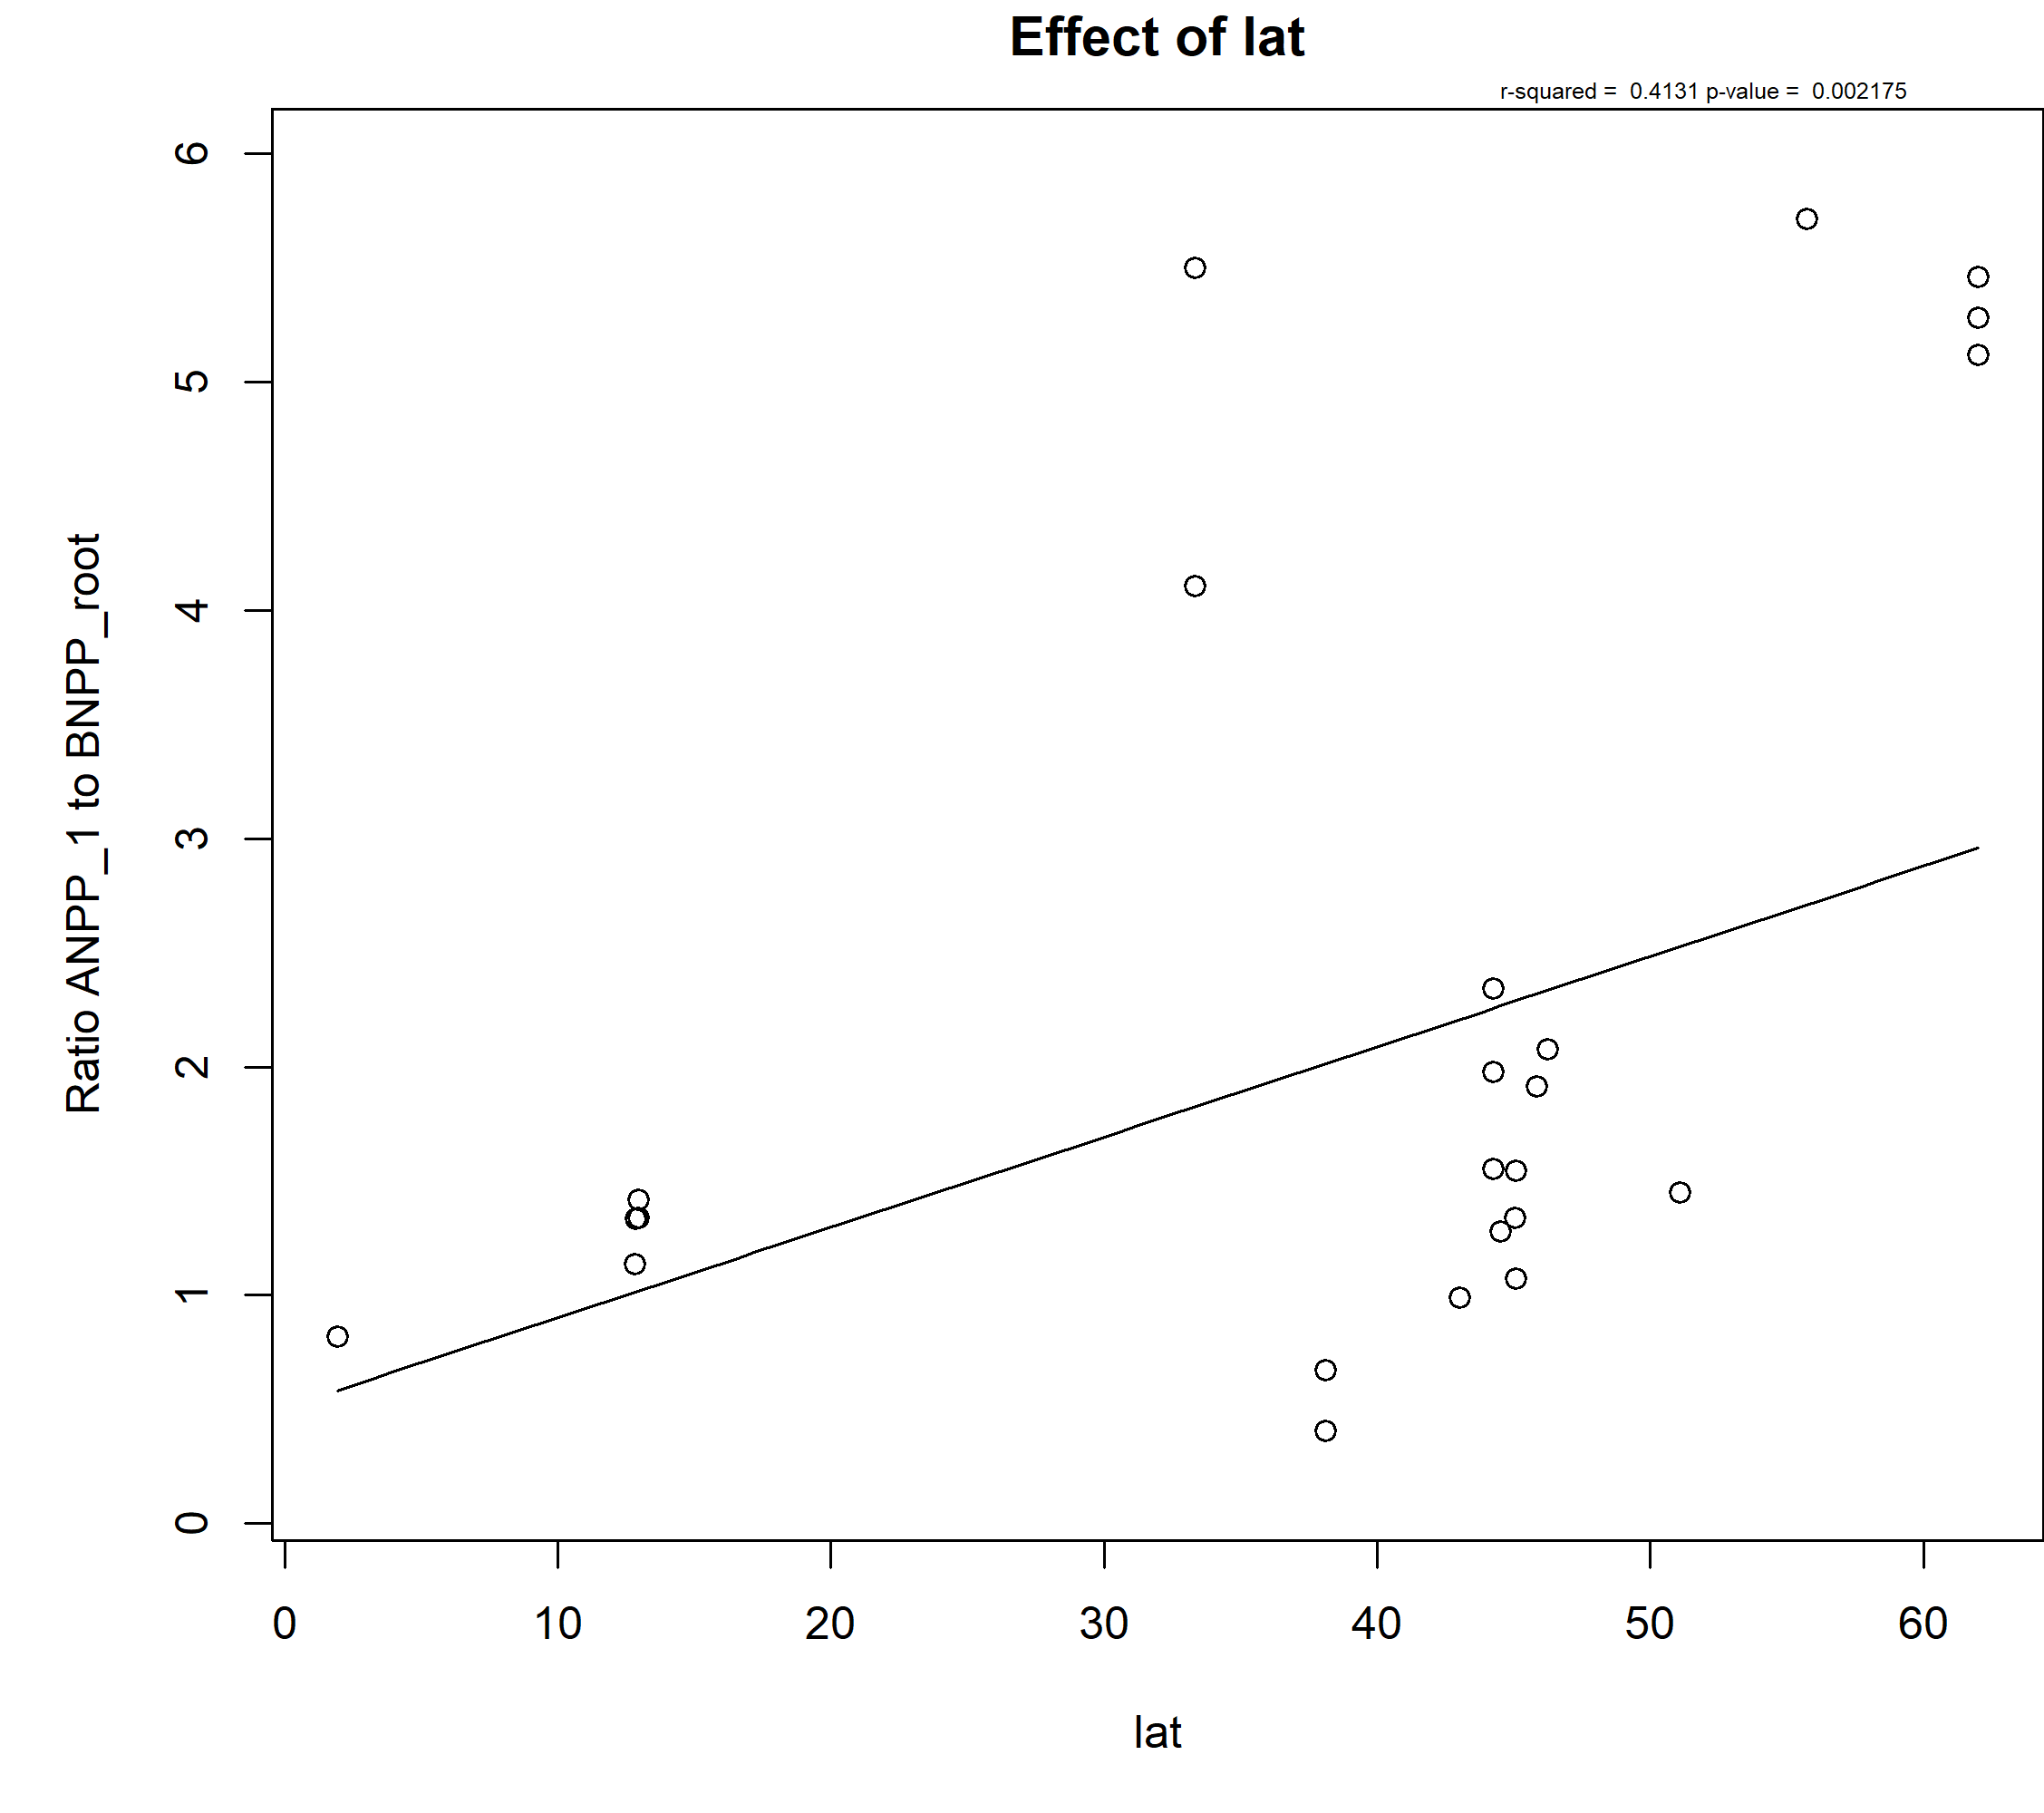 Effect of lat
r-squared =  0.4131 p-value =  0.002175
Ratio ANPP_1 to BNPP_root
6
5
4
3
2
1
0
0 10 20 30 40 50 60
lat